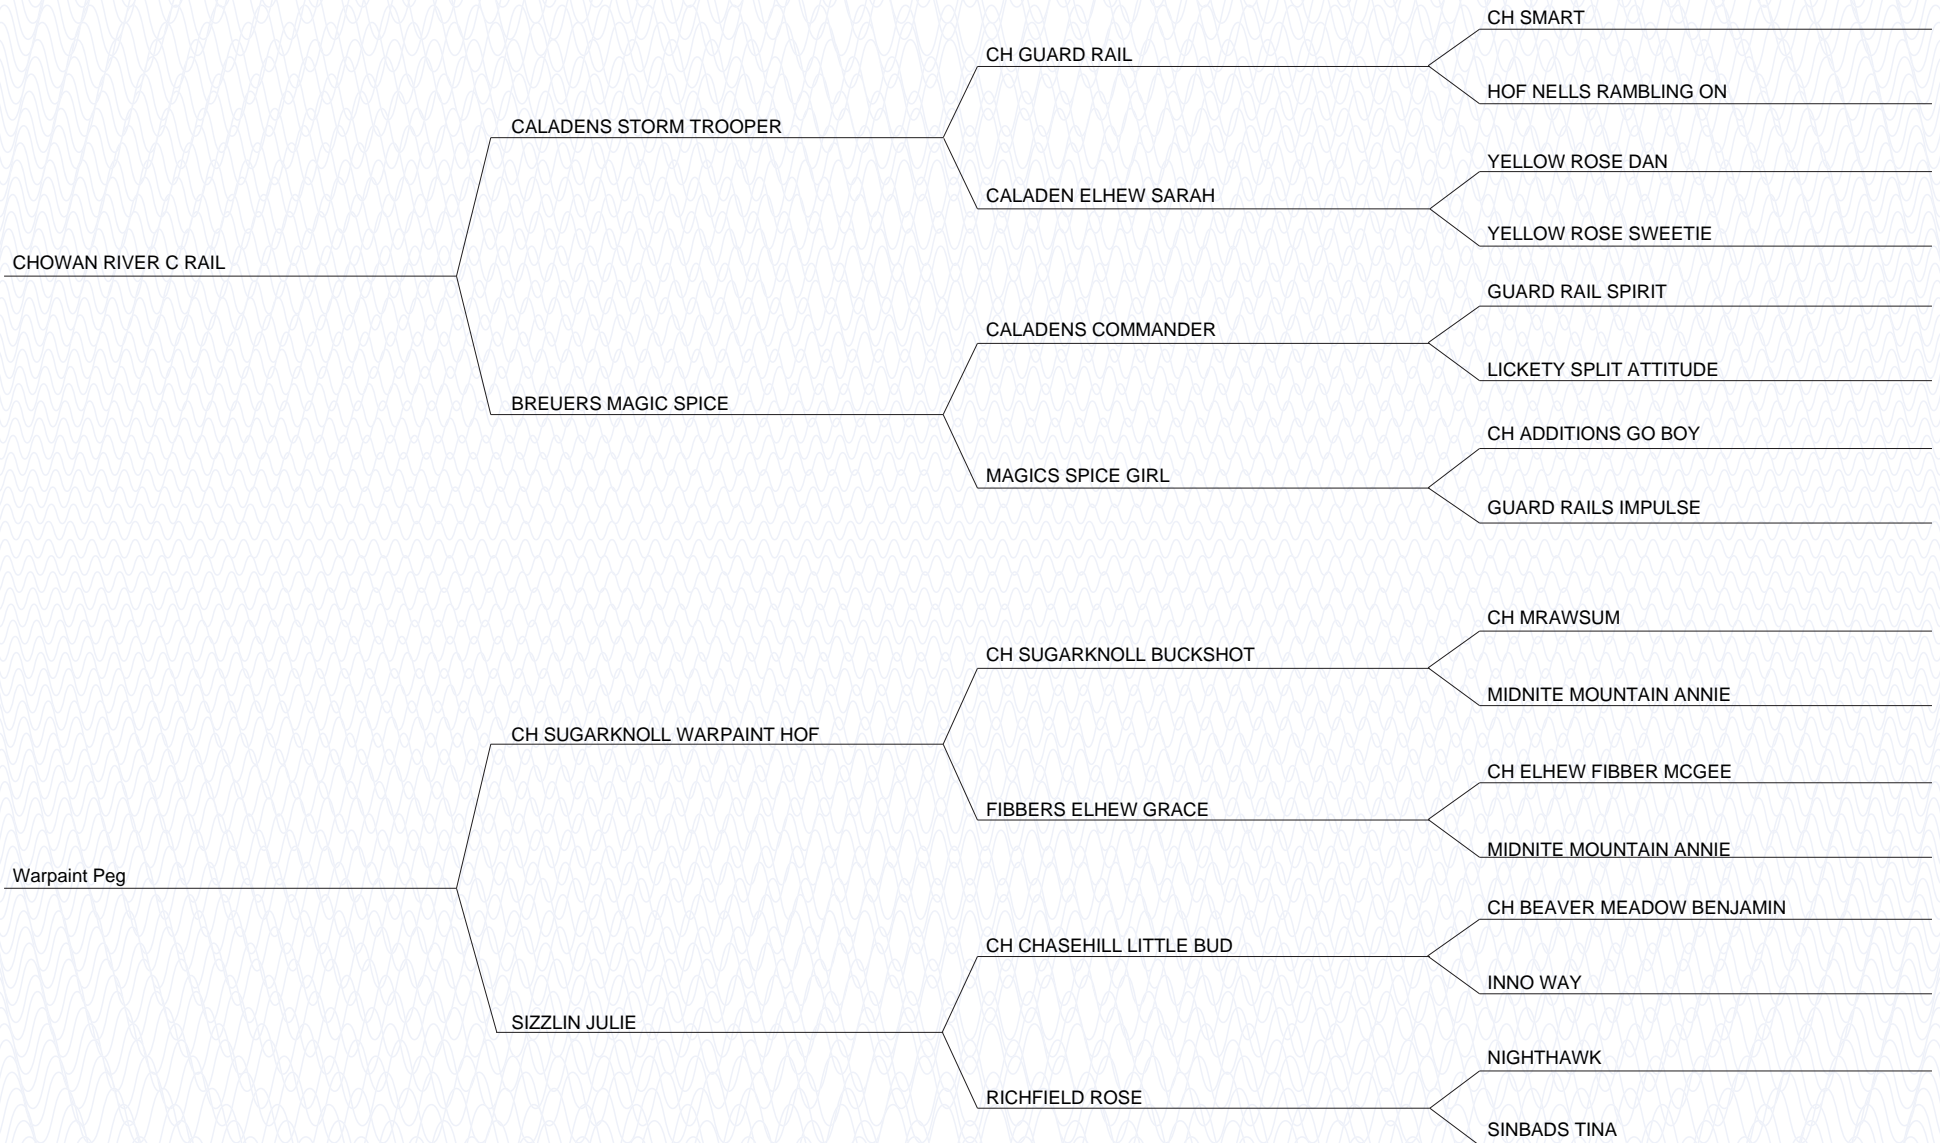 CH SMART
CH GUARD RAIL
HOF NELLS RAMBLING ON
CALADENS STORM TROOPER
YELLOW ROSE DAN
CALADEN ELHEW SARAH
YELLOW ROSE SWEETIE
CHOWAN RIVER C RAIL
GUARD RAIL SPIRIT
CALADENS COMMANDER
LICKETY SPLIT ATTITUDE
BREUERS MAGIC SPICE
CH ADDITIONS GO BOY
MAGICS SPICE GIRL
GUARD RAILS IMPULSE
CH MRAWSUM
CH SUGARKNOLL BUCKSHOT
MIDNITE MOUNTAIN ANNIE
CH SUGARKNOLL WARPAINT HOF
CH ELHEW FIBBER MCGEE
FIBBERS ELHEW GRACE
MIDNITE MOUNTAIN ANNIE
Warpaint Peg
CH BEAVER MEADOW BENJAMIN
CH CHASEHILL LITTLE BUD
INNO WAY
SIZZLIN JULIE
NIGHTHAWK
RICHFIELD ROSE
SINBADS TINA